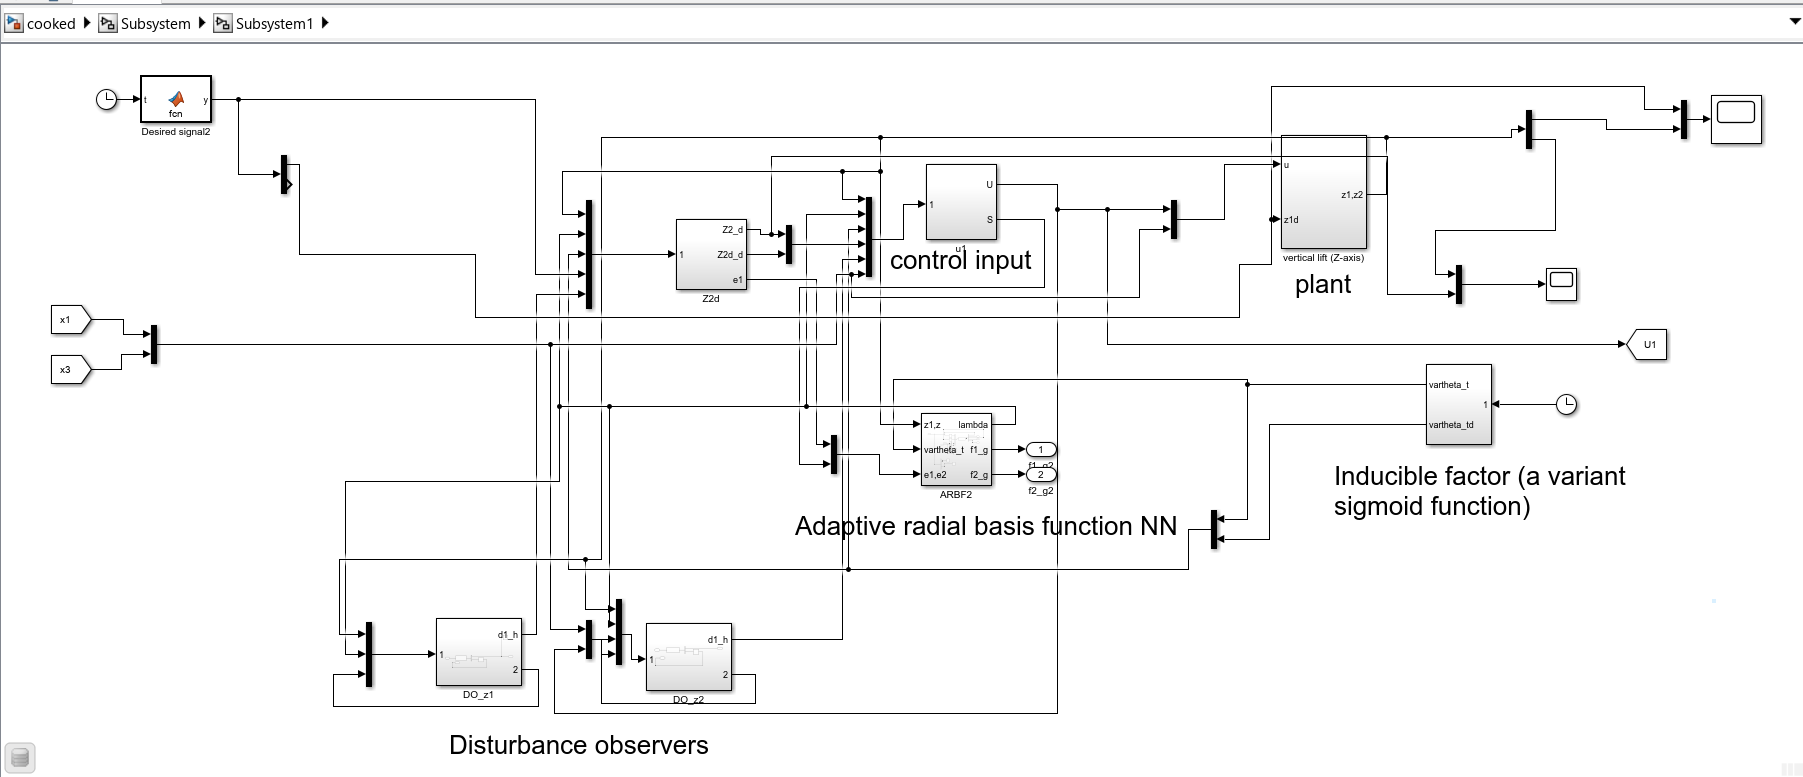 cooked Subsystem Subsystem1
t y
fcn
Desired signal2
x1
x3
1 Z2_d
Z2d_d
e1
Z2d
1 U
S
u1
control input
u
z1,z2
z1d
vertical lift (Z-axis)
plant
U1
vartheta_t
1
vartheta_td
Inducible factor (a variant
sigmoid function)
z1,z lambda
vartheta_t f1_g
e1,e2 f2_g
ARBF2
1
f1_g2
2
f2_g2
Adaptive radial basis function NN
1 d1_h
2
DO_z1
1 d1_h
2
DO_z2
Disturbance observers